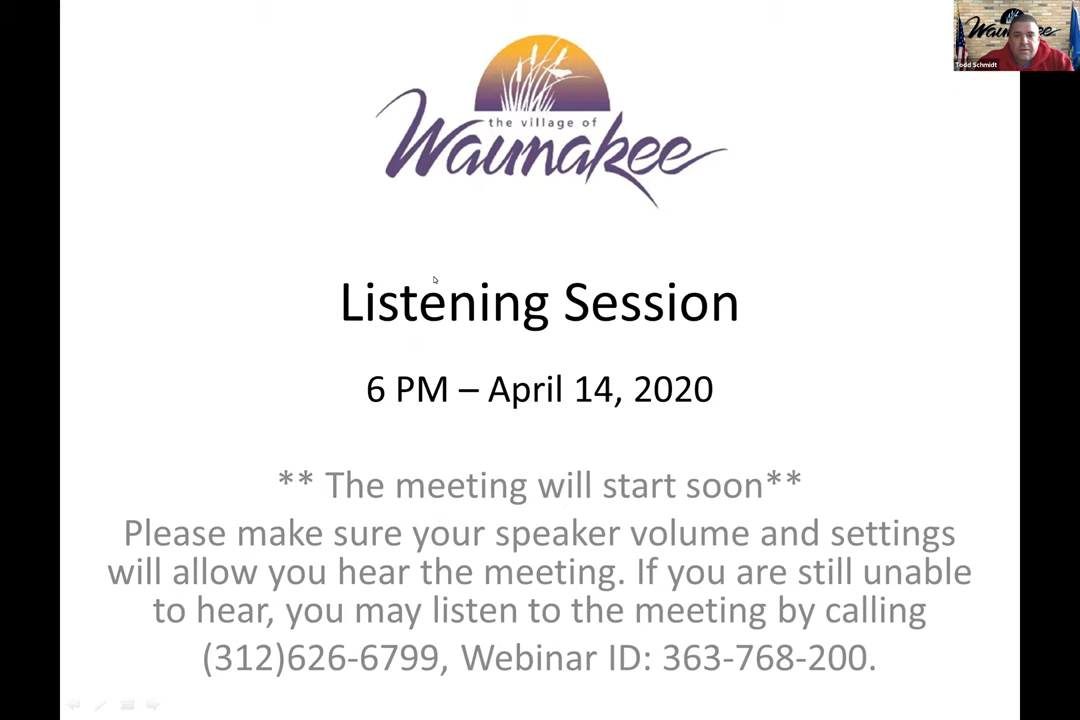 Waunakee
Todd Schmidt
the village of
Waunakee
Listening Session
6 PM – April 14, 2020
** The meeting will start soon**
Please make sure your speaker volume and settings
will allow you hear the meeting. If you are still unable
to hear, you may listen to the meeting by calling
(312)626-6799, Webinar ID: 363-768-200.